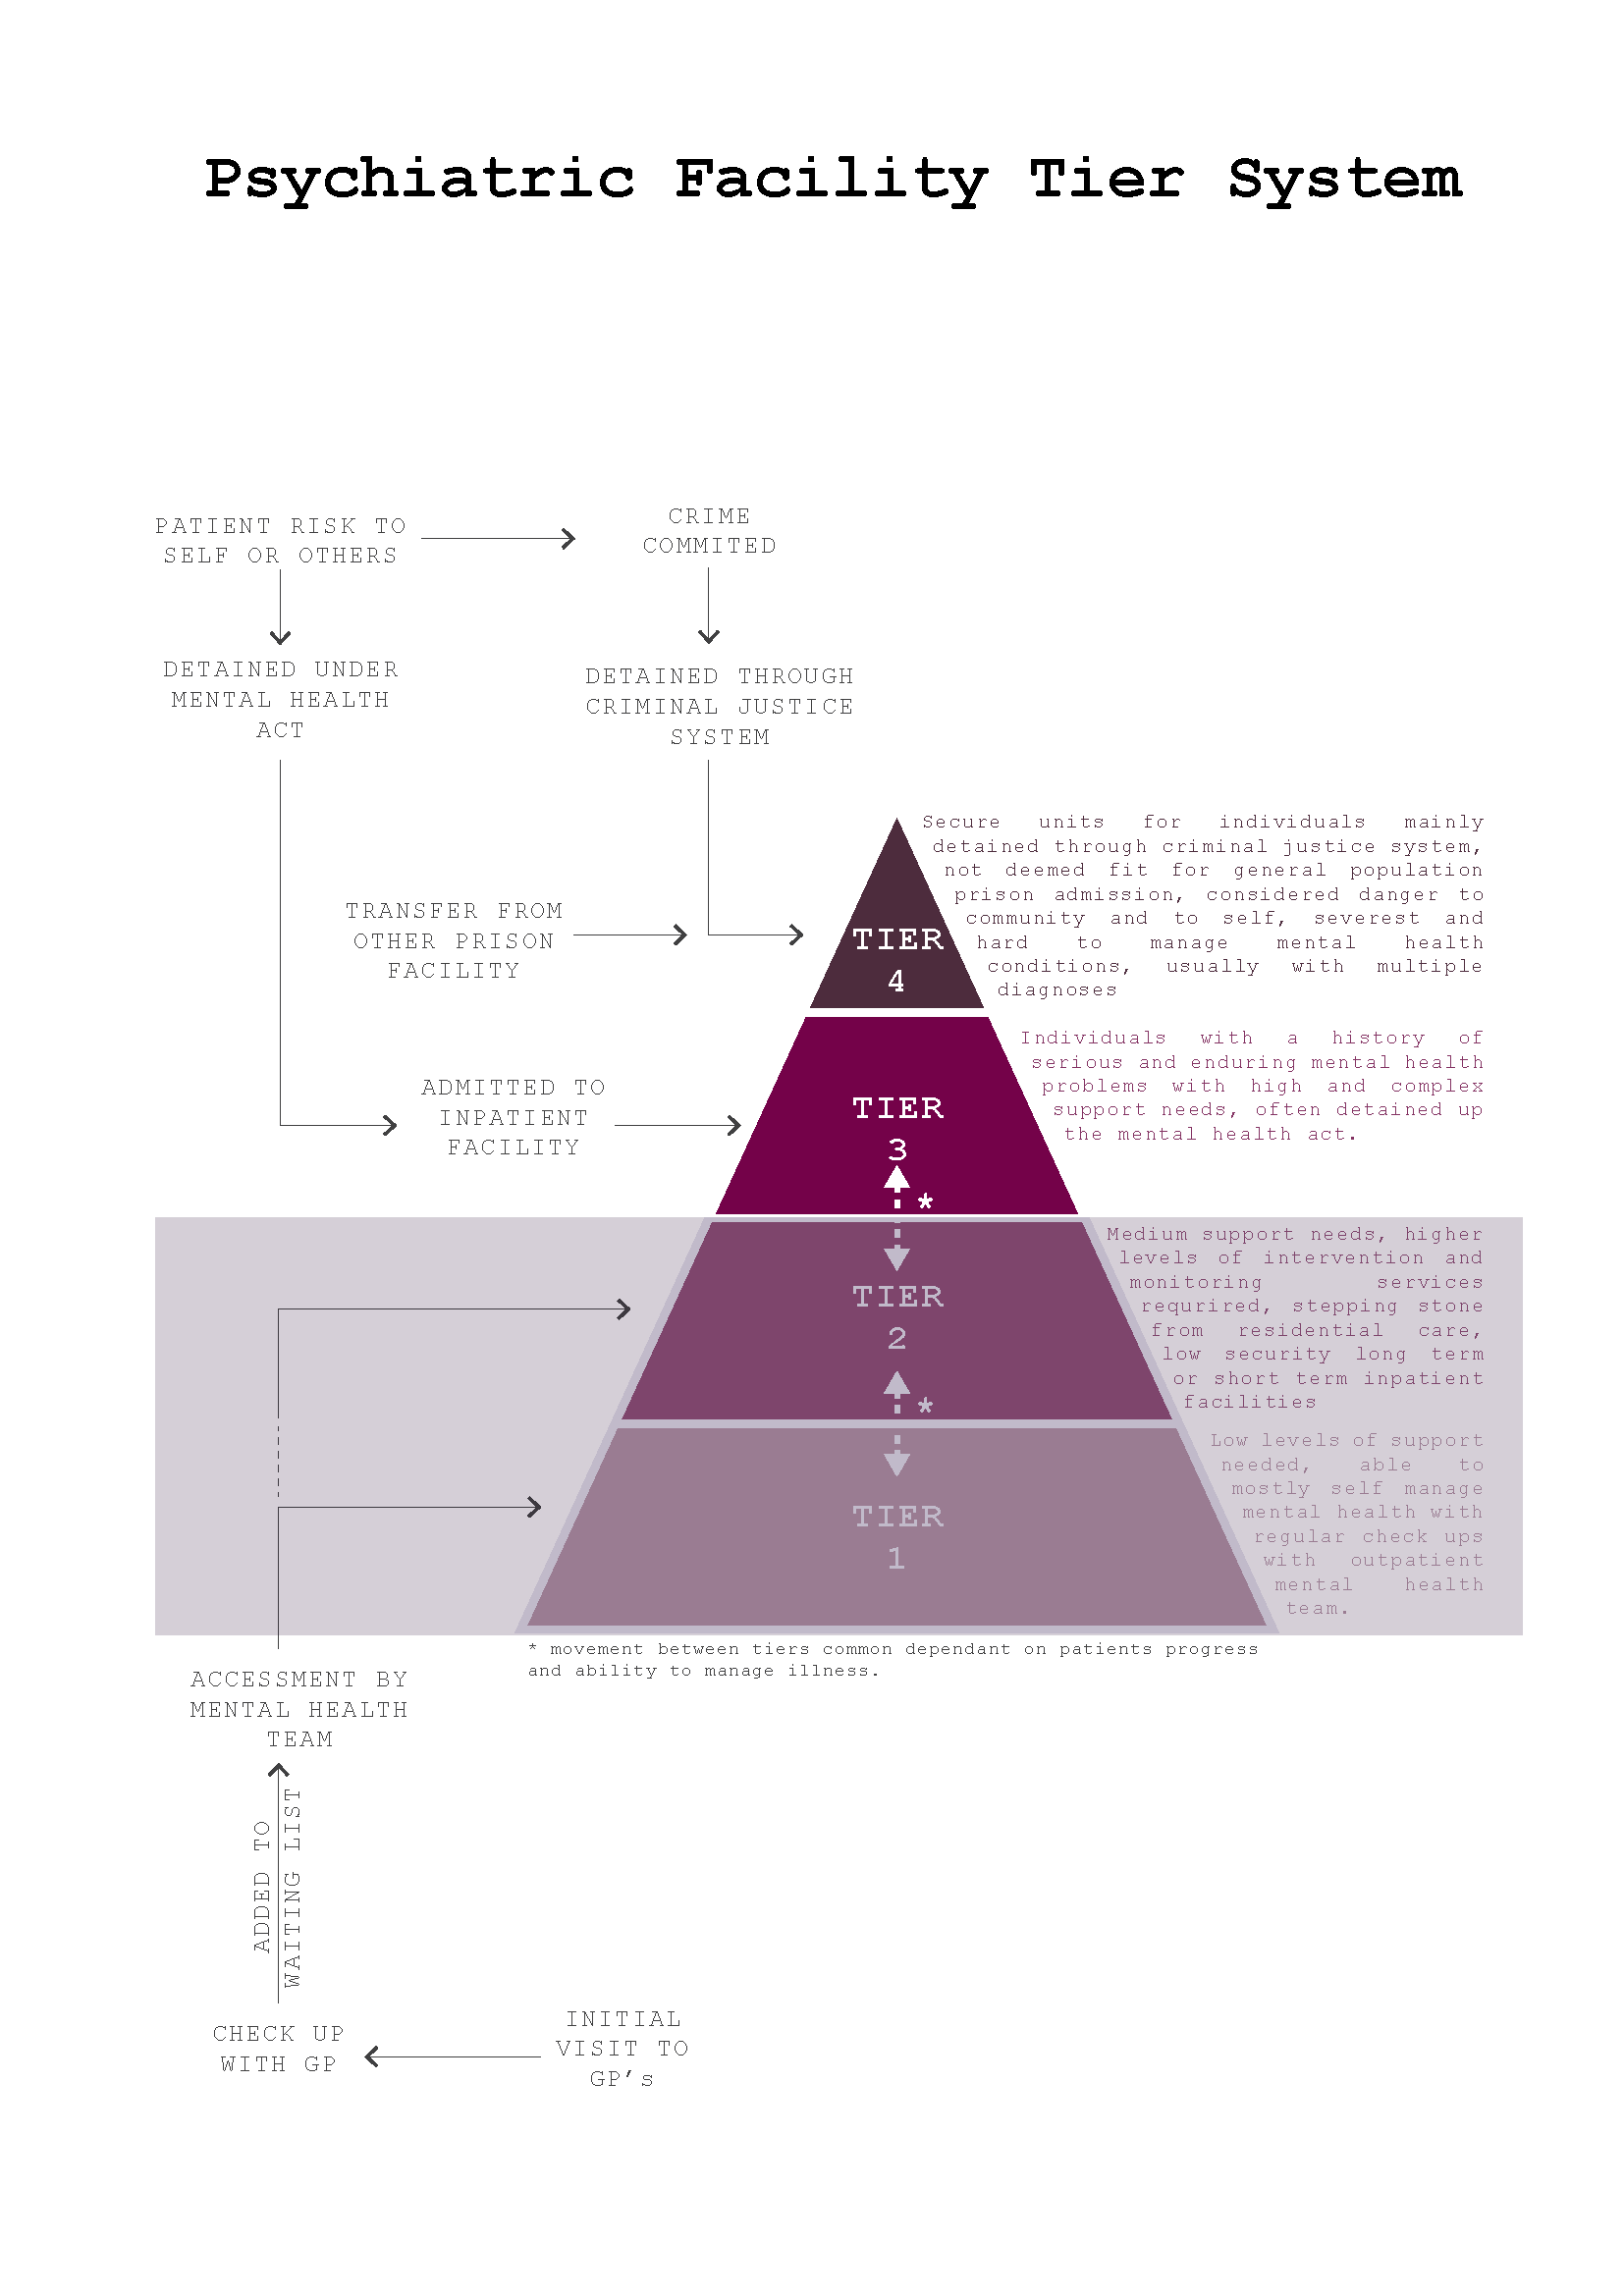 Psychiatric Facility Tier System
PATIENT RISK TO
SELF OR OTHERS
CRIME
COMMITED
DETAINED UNDER
MENTAL HEALTH
ACT
DETAINED THROUGH
CRIMINAL JUSTICE
SYSTEM
TRANSFER FROM
OTHER PRISON
FACILITY
TIER
4
Secure units for individuals mainly
detained through criminal justice system,
not deemed fit for general population
prison admission, considered danger to
community and to self, severest and
hard to manage mental health
conditions, usually with multiple
diagnoses
ADMITTED TO
INPATIENT
FACILITY
TIER
3
*
Individuals with a history of
serious and enduring mental health
problems with high and complex
support needs, often detained up
the mental health act.
TIER
2
*
Medium support needs, higher
levels of intervention and
monitoring services
requrired, stepping stone
from residential care,
low security long term
or short term inpatient
facilities
TIER
1
Low levels of support
needed, able to
mostly self manage
mental health with
regular check ups
with outpatient
mental health
team.
* movement between tiers common dependant on patients progress
and ability to manage illness.
ACCESSMENT BY
MENTAL HEALTH
TEAM
ADDED TO
WAITING LIST
CHECK UP
WITH GP
INITIAL
VISIT TO
GP's